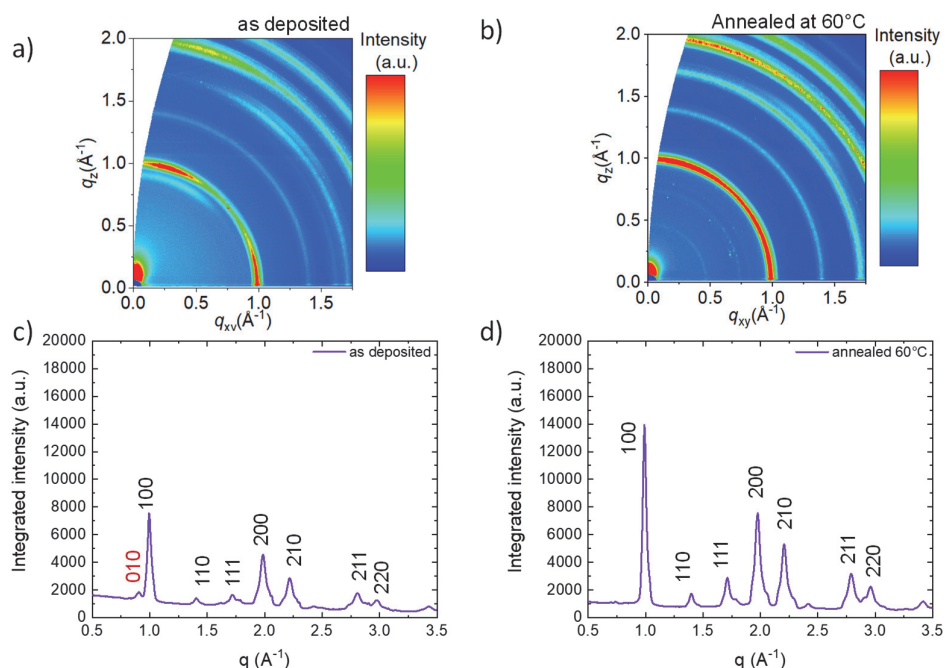 a)
as deposited
Intensity
(a.u.)
2.0
1.5
1.0
0.5
0.0
qz(Å-1)
0.0 0.5 1.0 1.5
qxy(Å-1)
b)
Annealed at 60°C
Intensity
(a.u.)
2.0
1.5
1.0
0.5
0.0
qz(Å-1)
0.0 0.5 1.0 1.5
qxy(Å-1)
c)
as deposited
20000
18000
16000
14000
12000
10000
8000
6000
4000
2000
0
Integrated intensity (a.u.)
010
100
110
111
200
210
211
220
0.5 1.0 1.5 2.0 2.5 3.0 3.5
q (A-1)
d)
annealed 60°C
20000
18000
16000
14000
12000
10000
8000
6000
4000
2000
0
Integrated intensity (a.u.)
100
110
111
200
210
211
220
0.5 1.0 1.5 2.0 2.5 3.0 3.5
q (A-1)